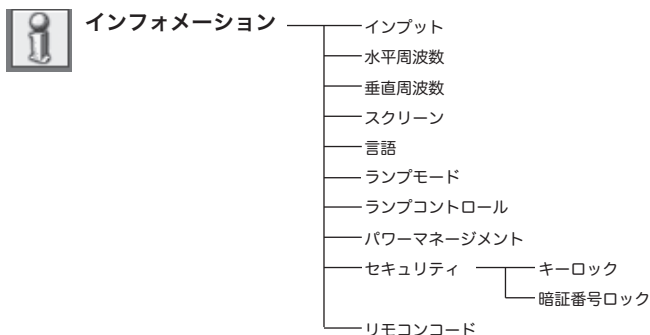 インフォメーション
インプット
水平周波数
垂直周波数
スクリーン
言語
ランプモード
ランプコントロール
パワーマネージメント
セキュリティ
キーロック
暗証番号ロック
リモコンコード